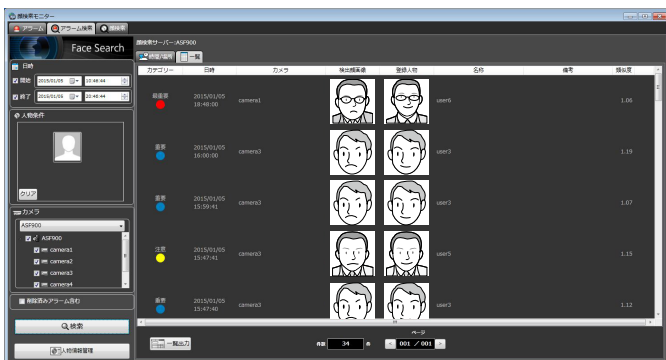 顔検索モニター
アラーム
アラーム検索
顔検索
Face Search
日時
開始 2015/01/05 10:46:44
終了 2015/01/05 20:46:44
人物条件
クリア
カメラ
ASF900
ASF900
camera1
camera2
camera3
camera4
削除済みアラーム含む
検索
人物情報管理
顔検索サーバー:ASF900
一覧
カテゴリー 日時 カメラ 検出顔画像 登録人物 名称 備考 類似度
最重要 2015/01/05 18:48:00 camera1 user6 1.06
重要 2015/01/05 16:00:00 camera3 user3 1.19
重要 2015/01/05 15:59:41 camera3 user3 1.07
注意 2015/01/05 15:47:41 camera3 user5 1.15
重要 2015/01/05 15:47:40 camera3 user3 1.12
一覧出力
件数 34 件
ページ
< 001 / 001 >